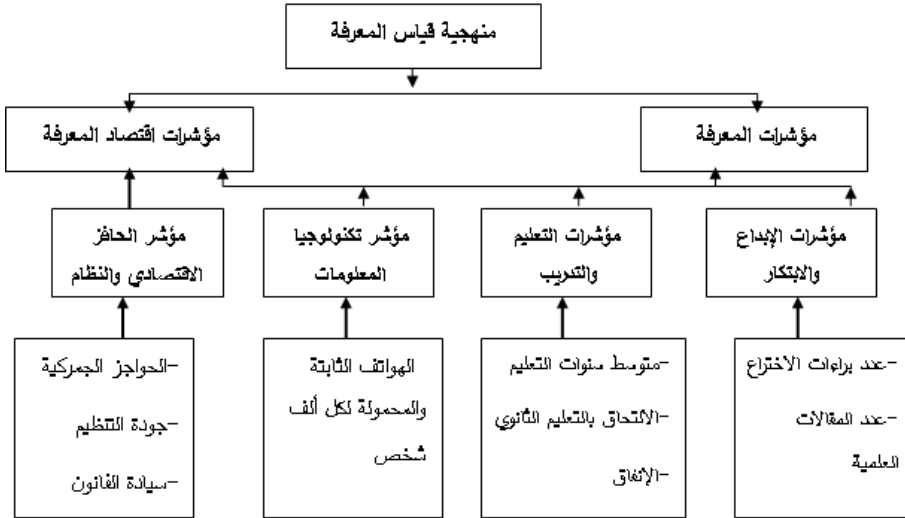 منهجية قياس المعرفة
مؤشرات المعرفة
مؤشرات اقتصاد المعرفة
مؤشرات الإبداع
والابتكار
مؤشرات التعليم
والتدريب
مؤشر تكنولوجيا
المعلومات
مؤشر الحافز
الاقتصادي والنظام
-عدد براءات الاختراع
-عدد المقالات
العلمية
-متوسط سنوات التعليم
-الالتحاق بالتعليم الثانوي
-الإنفاق
الهواتف الثابتة
والمحمولة لكل ألف
شخص
-الحواجز الجمركية
-جودة التنظيم
-سيادة القانون